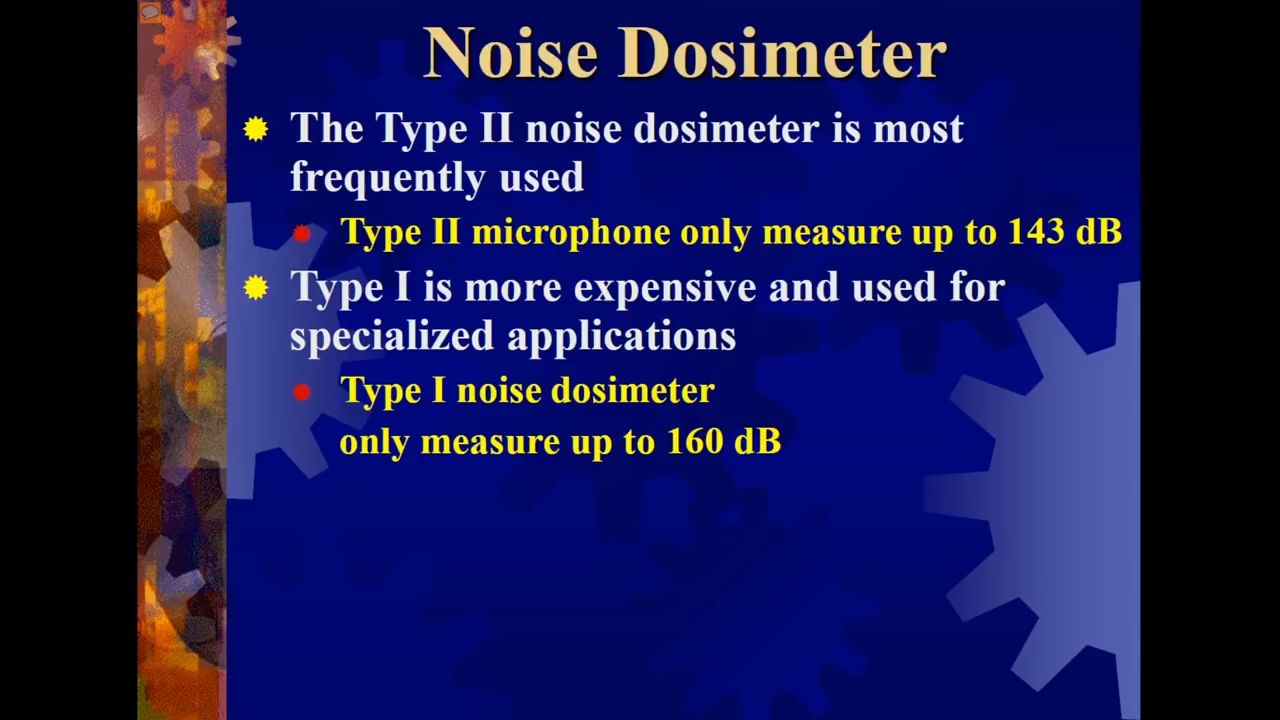 Noise Dosimeter
The Type II noise dosimeter is most
frequently used
Type II microphone only measure up to 143 dB
Type I is more expensive and used for
specialized applications
Type I noise dosimeter
only measure up to 160 dB